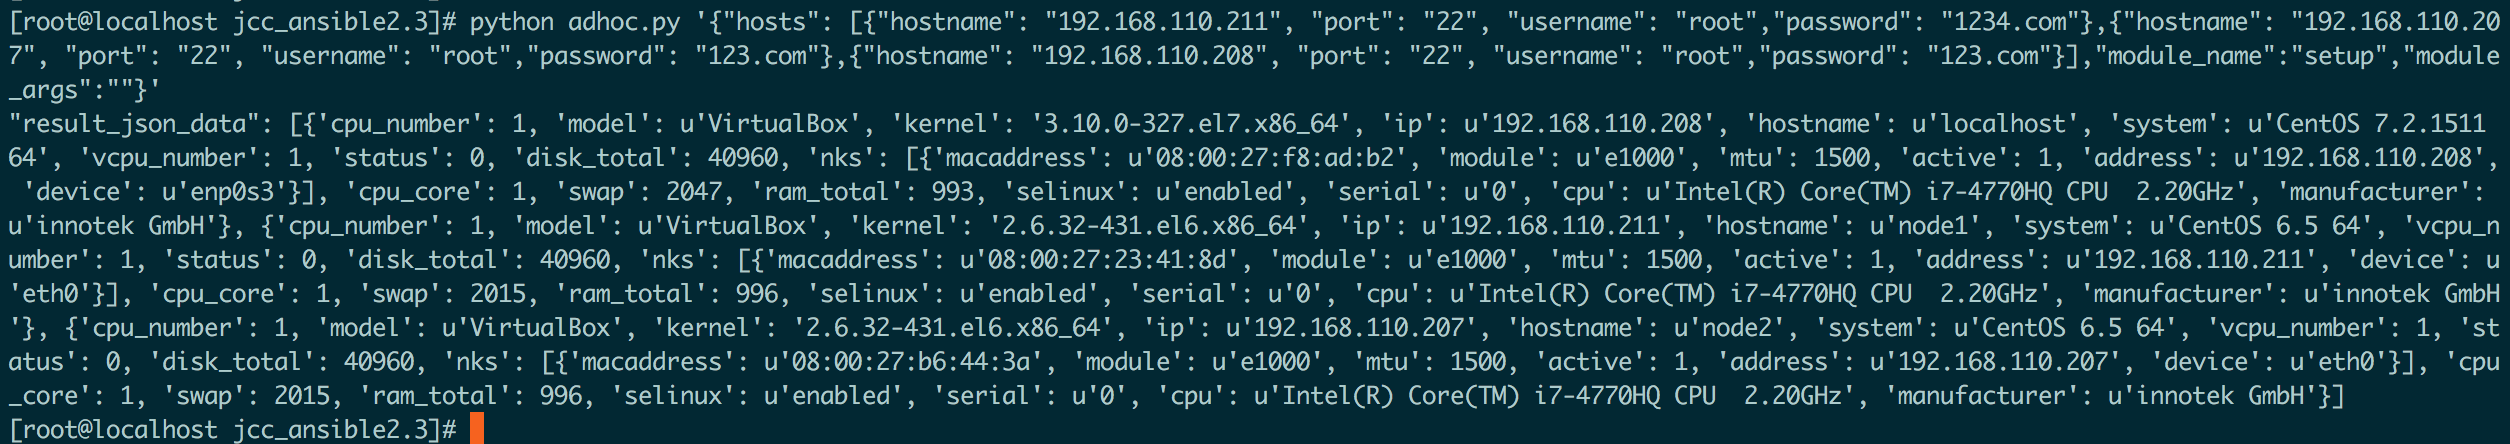 [root@localhost jcc_ansible2.3]# python adhoc.py '{"hosts": [{"hostname": "192.168.110.211", "port": "22", "username": "root","password": "1234.com"},{"hostname": "192.168.110.20
7", "port": "22", "username": "root","password": "123.com"},{"hostname": "192.168.110.208", "port": "22", "username": "root","password": "123.com"}],"module_name":"setup","module
_args":""}'
"result_json_data": [{'cpu_number': 1, 'model': u'VirtualBox', 'kernel': '3.10.0-327.el7.x86_64', 'ip': u'192.168.110.208', 'hostname': u'localhost', 'system': u'CentOS 7.2.1511
64', 'vcpu_number': 1, 'status': 0, 'disk_total': 40960, 'nks': [{'macaddress': u'08:00:27:f8:ad:b2', 'module': u'e1000', 'mtu': 1500, 'active': 1, 'address': u'192.168.110.208',
 'device': u'enp0s3'}], 'cpu_core': 1, 'swap': 2047, 'ram_total': 993, 'selinux': u'enabled', 'serial': u'0', 'cpu': u'Intel(R) Core(TM) i7-4770HQ CPU  2.20GHz', 'manufacturer':
u'innotek GmbH'}, {'cpu_number': 1, 'model': u'VirtualBox', 'kernel': '2.6.32-431.el6.x86_64', 'ip': u'192.168.110.211', 'hostname': u'node1', 'system': u'CentOS 6.5 64', 'vcpu_n
umber': 1, 'status': 0, 'disk_total': 40960, 'nks': [{'macaddress': u'08:00:27:23:41:8d', 'module': u'e1000', 'mtu': 1500, 'active': 1, 'address': u'192.168.110.211', 'device': u
'eth0'}], 'cpu_core': 1, 'swap': 2015, 'ram_total': 996, 'selinux': u'enabled', 'serial': u'0', 'cpu': u'Intel(R) Core(TM) i7-4770HQ CPU  2.20GHz', 'manufacturer': u'innotek GmbH
'}, {'cpu_number': 1, 'model': u'VirtualBox', 'kernel': '2.6.32-431.el6.x86_64', 'ip': u'192.168.110.207', 'hostname': u'node2', 'system': u'CentOS 6.5 64', 'vcpu_number': 1, 'st
atus': 0, 'disk_total': 40960, 'nks': [{'macaddress': u'08:00:27:b6:44:3a', 'module': u'e1000', 'mtu': 1500, 'active': 1, 'address': u'192.168.110.207', 'device': u'eth0'}], 'cpu
_core': 1, 'swap': 2015, 'ram_total': 996, 'selinux': u'enabled', 'serial': u'0', 'cpu': u'Intel(R) Core(TM) i7-4770HQ CPU  2.20GHz', 'manufacturer': u'innotek GmbH'}]
[root@localhost jcc_ansible2.3]#